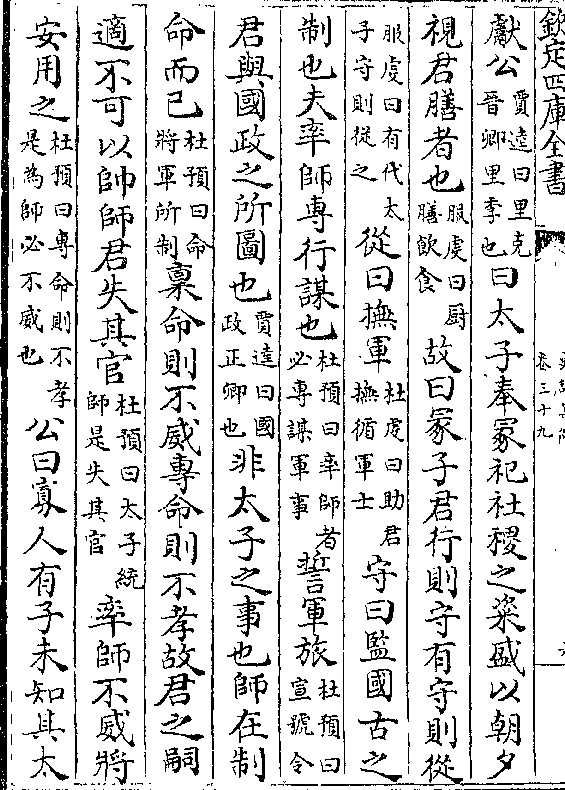 欽定四庫全書
卷三十九
獻公賈逵曰里克晉卿里季也曰太子奉冢祀社稷之粢盛以朝夕
視君膳者也服虔曰厨膳飲食故曰冢子君行則守有守則從
服虔曰有代太子守則從之從曰撫軍杜虔曰助君撫循軍士守曰監國古之
制也夫率師專行謀也杜預曰率師者必專謀軍事誓軍旅杜預曰宣號令
君與國政之所圖也賈逵曰國政正卿也非太子之事也師在制
命而已杜預曰命將軍所制稟命則不威專命則不孝故君之嗣
適不可以帥師君失其官杜預曰太子統師是失其官率師不威將
安用之杜預曰專命則不孝是為師必不威也公曰寡人有子未知其太